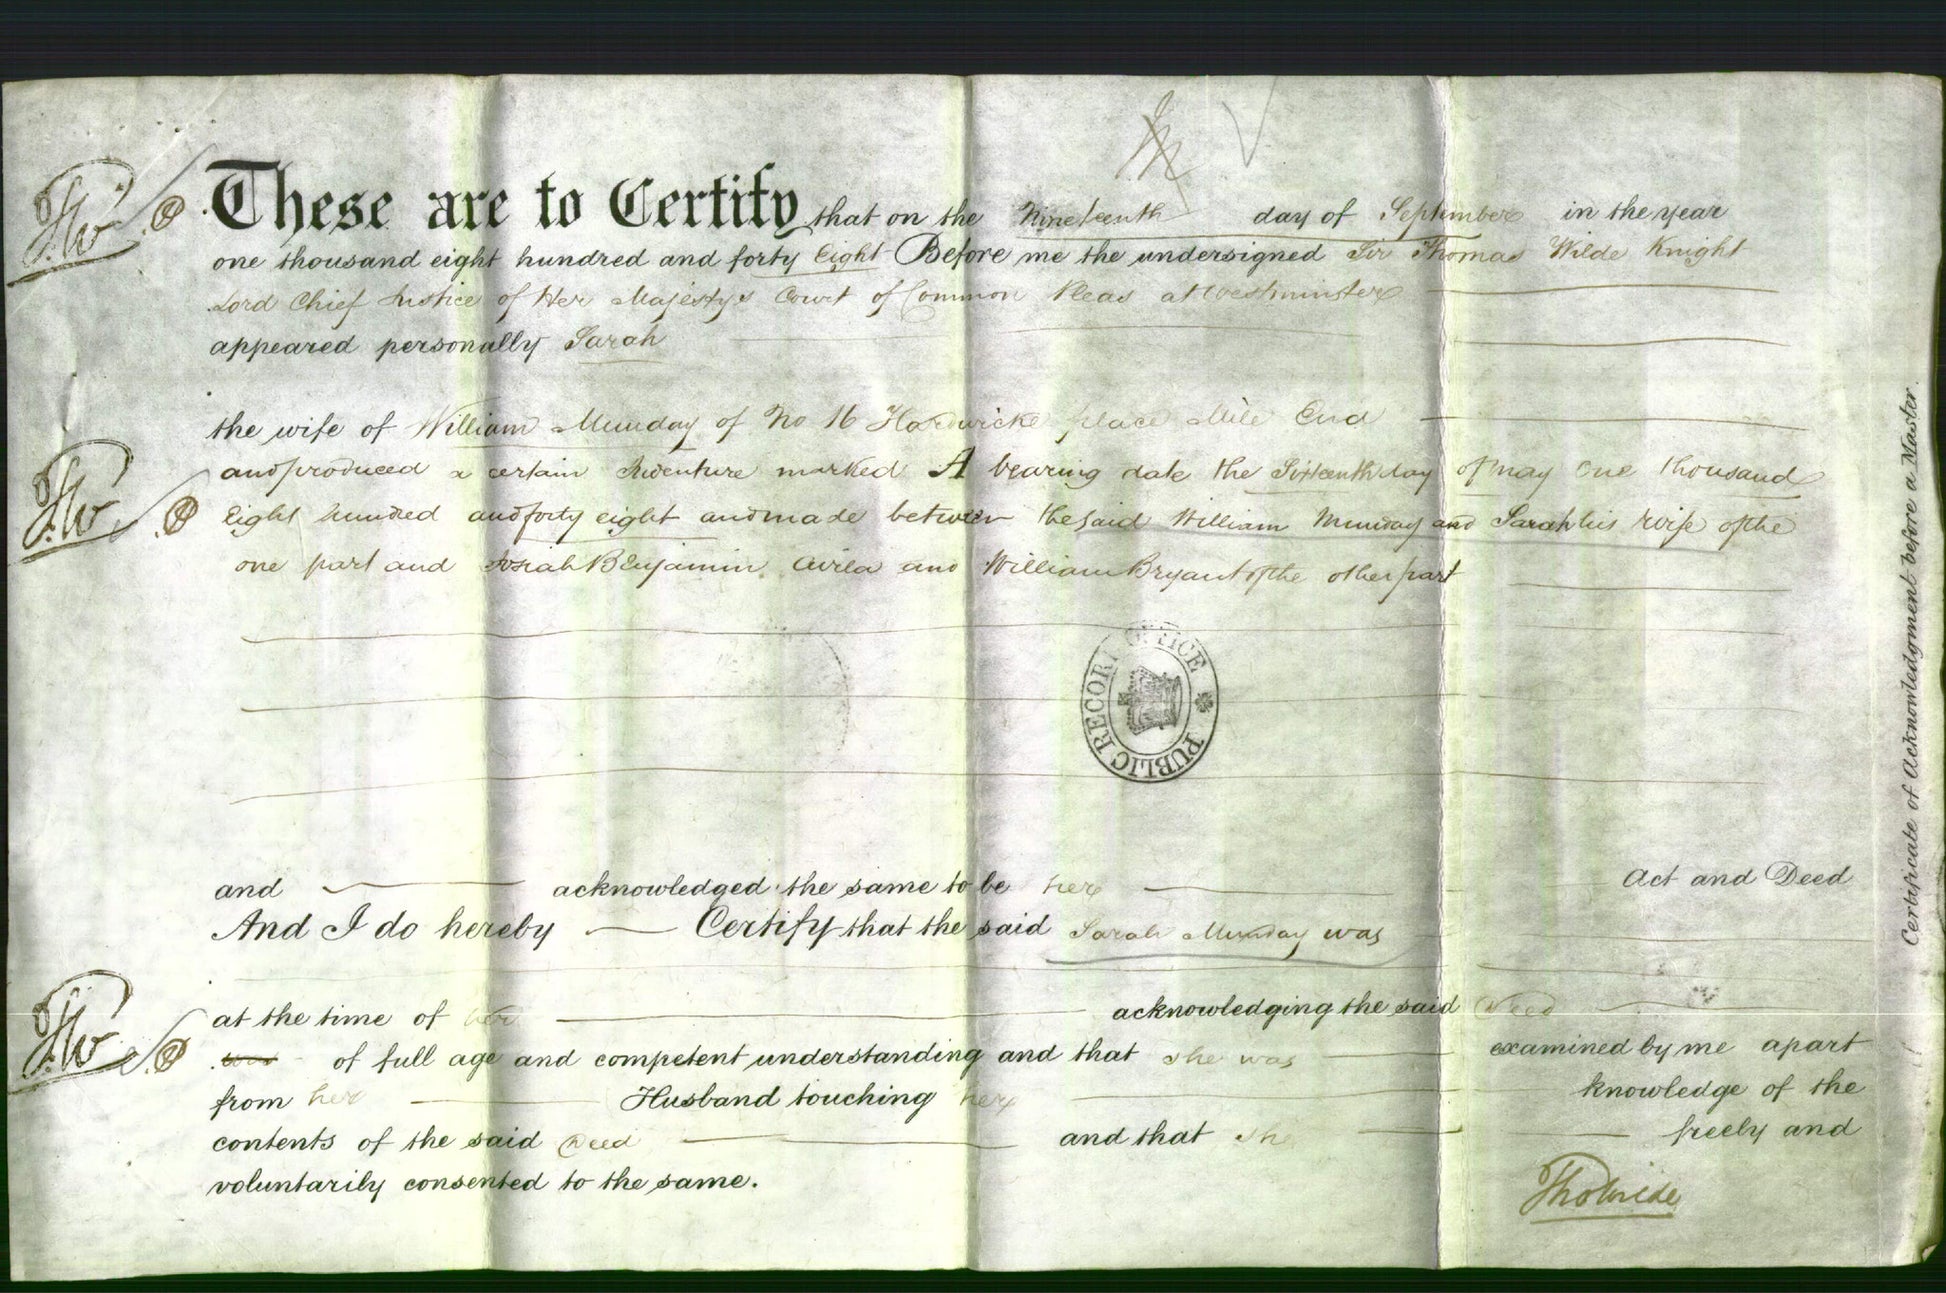 These are to Certify that on the Nineteenth day of September in the year
one thousand eight hundred and forty Eight Before me the undersigned Sir Thomas Wilde Knight
Lord Chief Justice of Her Majesty's Court of Common Pleas at Westminster
appeared personally Sarah
the wife of William Munday of No 16 Hardwicke place Mile End
and produced a certain Indenture marked A bearing date the Sixteenth day of May One thousand
Eight hundred and forty eight and made between the said William Munday and Sarah his wife of the
one part and Benjamin Avila and William Bryant of the other part
PUBLIC RECORD OFFICE
and acknowledged the same to be her Act and Deed
And I do hereby Certify that the said Sarah Munday was
at the time of her acknowledging the said Deed
was of full age and competent understanding and that she was examined by me apart
from her Husband touching her knowledge of the
contents of the said Deed and that she freely and
voluntarily consented to the same.
Tho Wilde
Certificate of Acknowledgment before a Master.